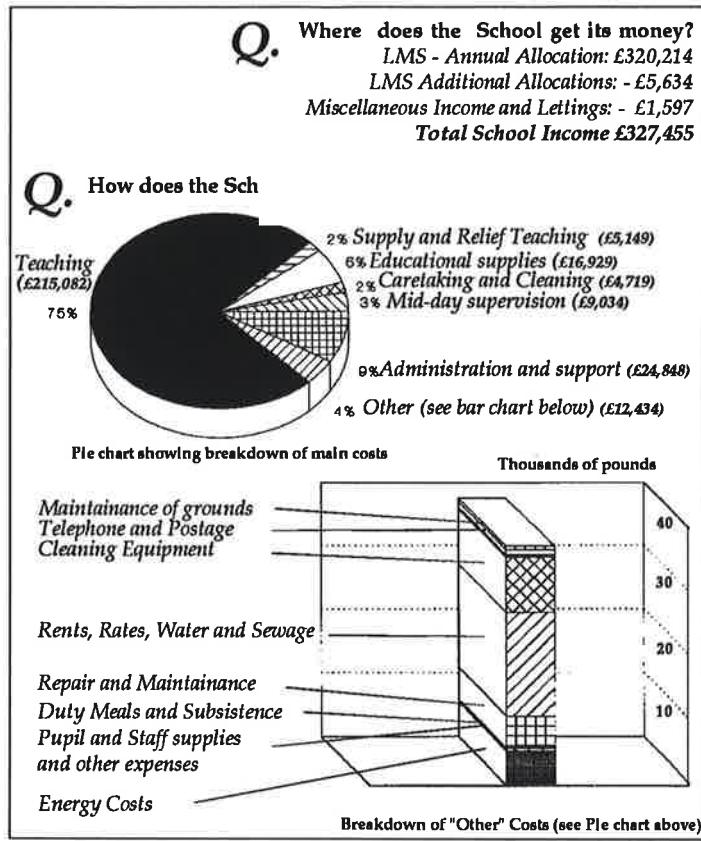 Q. Where does the School get its money?
LMS - Annual Allocation: £320,214
LMS Additional Allocations: - £5,634
Miscellaneous Income and Lettings: - £1,597
Total School Income £327,455
Q. How does the Sch
Teaching
(£215,082)
75%
2% Supply and Relief Teaching (£5,149)
6% Educational supplies (£16,929)
2% Caretaking and Cleaning (£4,719)
3% Mid-day supervision (£9,034)
9% Administration and support (£24,848)
4% Other (see bar chart below) (£12,434)
Pie chart showing breakdown of main costs
Thousands of pounds
Maintainance of grounds
Telephone and Postage
Cleaning Equipment
Rents, Rates, Water and Sewage
Repair and Maintainance
Duty Meals and Subsistence
Pupil and Staff supplies
and other expenses
Energy Costs
40
30
20
10
Breakdown of "Other" Costs (see Pie chart above)